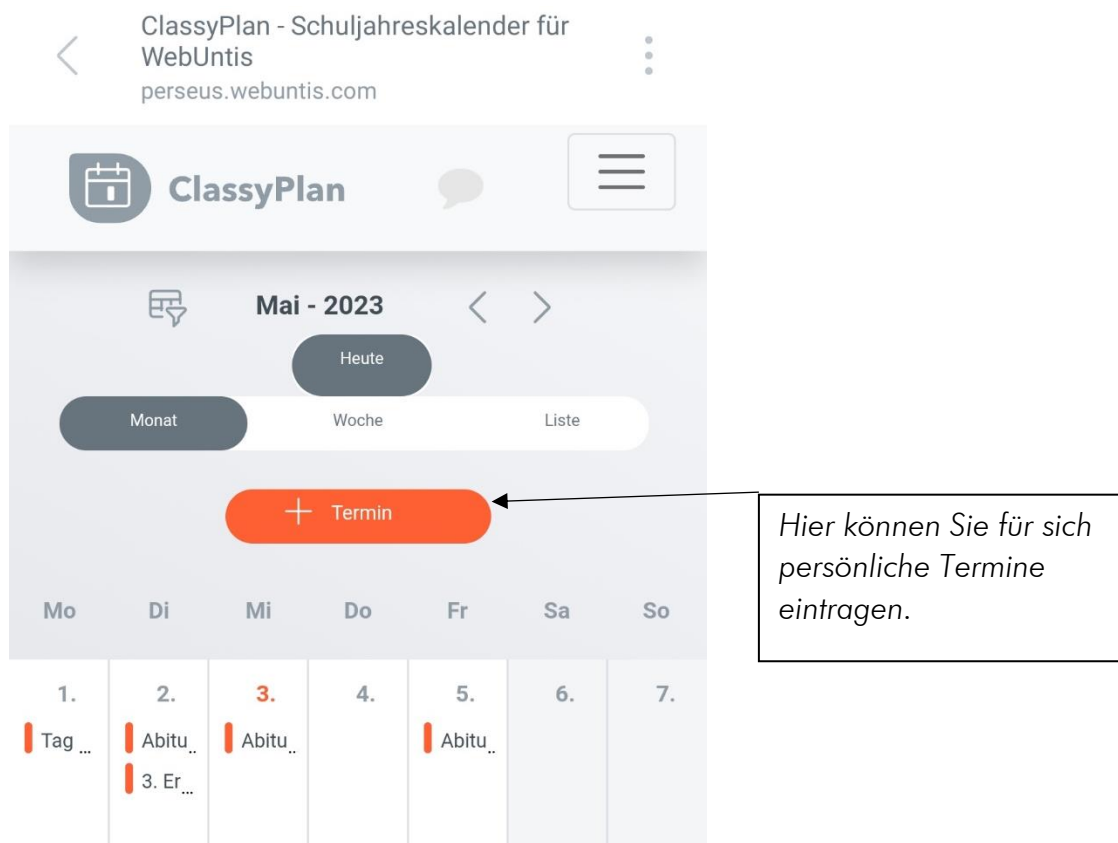 ClassyPlan - Schuljahreskalender für
WebUntis
perseus.webuntis.com
ClassyPlan
Mai - 2023
Heute
Monat Woche Liste
+ Termin
Hier können Sie für sich
persönliche Termine
eintragen.
Mo Di Mi Do Fr Sa So
1. 2. 3. 4. 5. 6. 7.
Tag ... Abitu... Abitu... Abitu...
3. Er...